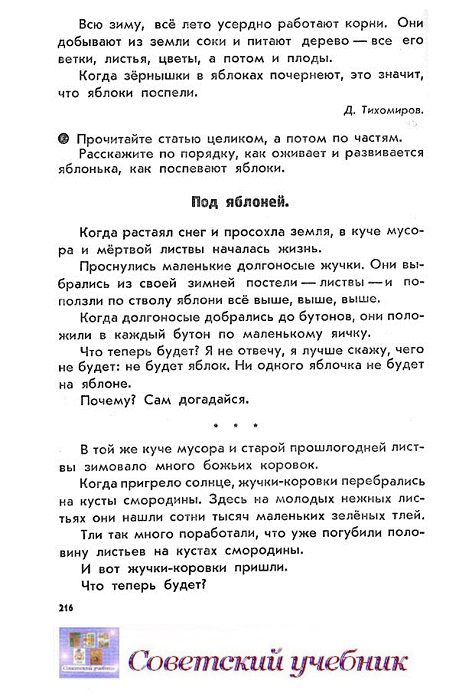 Всю зиму, всё лето усердно работают корни. Они
добывают из земли соки и питают дерево — все его
ветки, листья, цветы, а потом и плоды.
Когда зёрнышки в яблоках почернеют, это значит,
что яблоки поспели.
Д. Тихомиров.
Прочитайте статью целиком, а потом по частям.
Расскажите по порядку, как оживает и развивается
яблонька, как поспевают яблоки.
Под яблоней.
Когда растаял снег и просохла земля, в куче мусо-
ра и мёртвой листвы началась жизнь.
Проснулись маленькие долгоносые жучки. Они вы-
брались из своей зимней постели — листвы — и по-
ползли по стволу яблони всё выше, выше, выше.
Когда долгоносые добрались до бутонов, они поло-
жили в каждый бутон по маленькому яичку.
Что теперь будет? Я не отвечу, я лучше скажу, чего
не будет: не будет яблок. Ни одного яблочка не будет
на яблоне.
Почему? Сам догадайся.
* * *
В той же куче мусора и старой прошлогодней лист-
вы зимовало много божьих коровок.
Когда пригрело солнце, жучки-коровки перебрались
на кусты смородины. Здесь на молодых нежных лис-
тьях они нашли сотни тысяч маленьких зелёных тлей.
Тли так много поработали, что уже погубили поло-
вину листьев на кустах смородины.
И вот жучки-коровки пришли.
Что теперь будет?
216
Советский учебник
Советский учебник